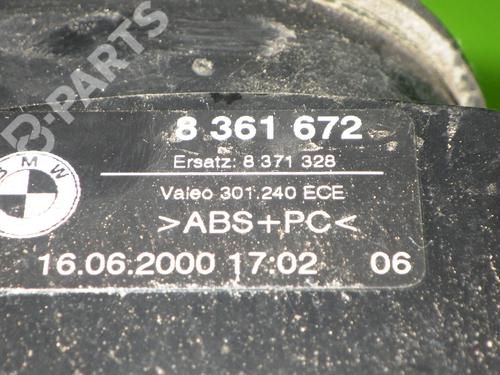 B-PARTS
8 361 672
Ersatz: 8 371 328
BMW
Valeo 301.240 ECE
>ABS+PC<
16.06.2000 17:02 06